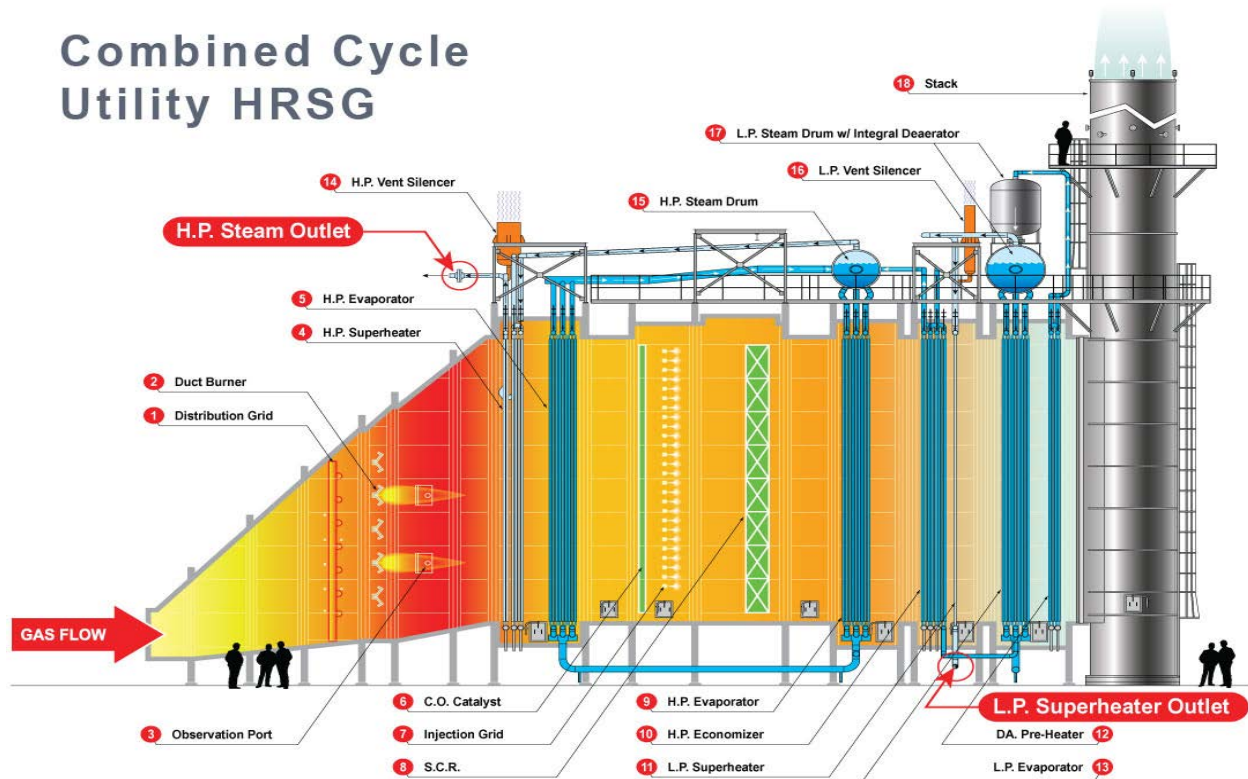 Combined Cycle
Utility HRSG
18 Stack
17 L.P. Steam Drum w/ Integral Deaerator
16 L.P. Vent Silencer
14 H.P. Vent Silencer
15 H.P. Steam Drum
H.P. Steam Outlet
5 H.P. Evaporator
4 H.P. Superheater
2 Duct Burner
1 Distribution Grid
GAS FLOW
6 C.O. Catalyst
9 H.P. Evaporator
L.P. Superheater Outlet
3 Observation Port
7 Injection Grid
10 H.P. Economizer
DA. Pre-Heater 12
8 S.C.R.
11 L.P. Superheater
L.P. Evaporator 13